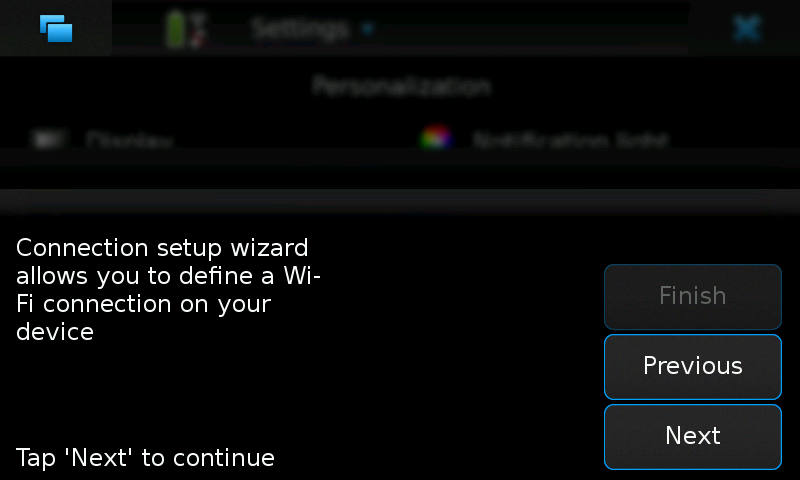 Settings
Personalization
Display Notification light
Connection setup wizard
allows you to define a Wi-
Fi connection on your
device
Finish
Previous
Next
Tap 'Next' to continue